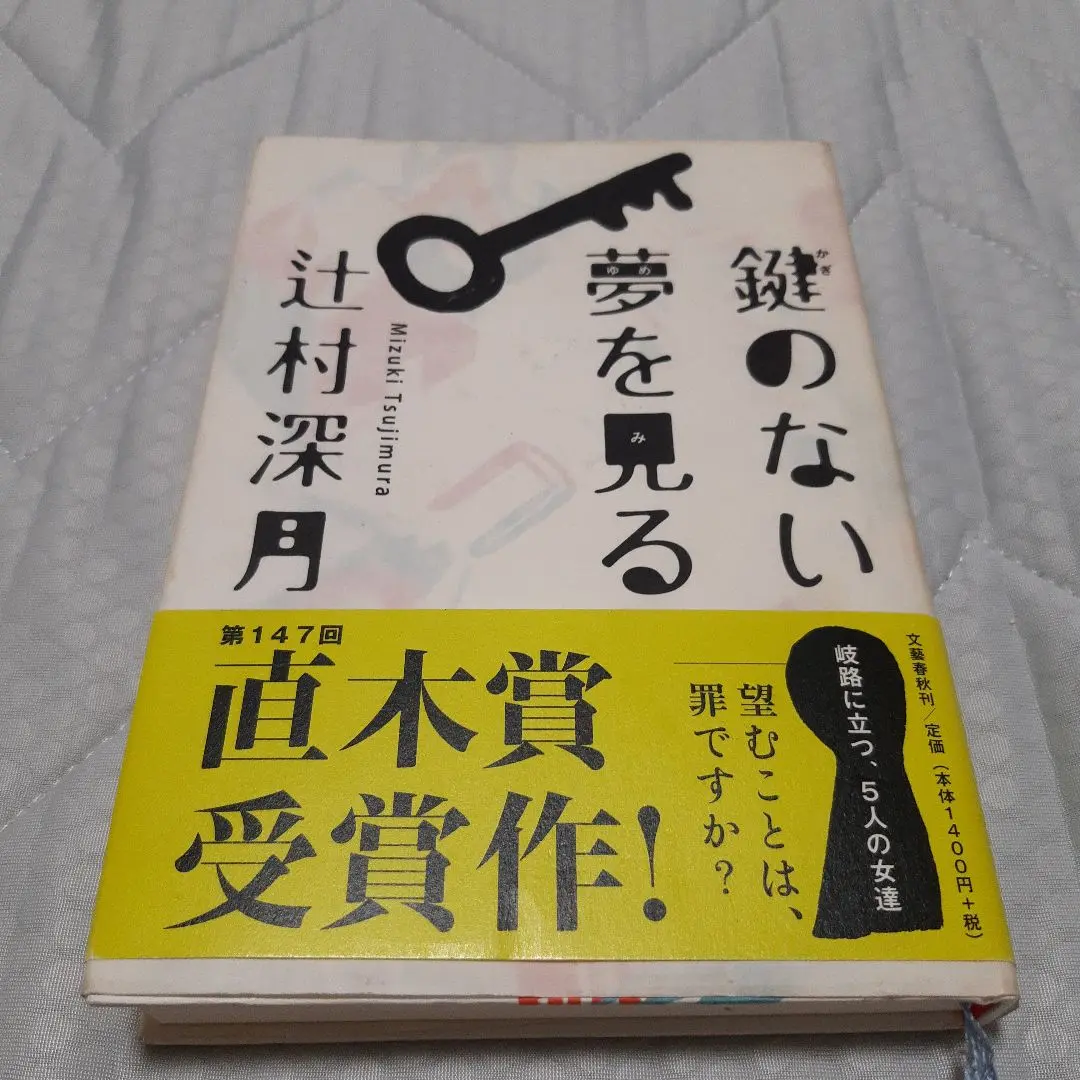 鍵のない
かぎ
夢を見る
ゆめ
み
辻村深月
Mizuki Tsujimura
文藝春秋刊/定価(本体1400円+税)
岐路に立つ、5人の女達
望むことは、
罪ですか?
第147回
直木賞
受賞作!